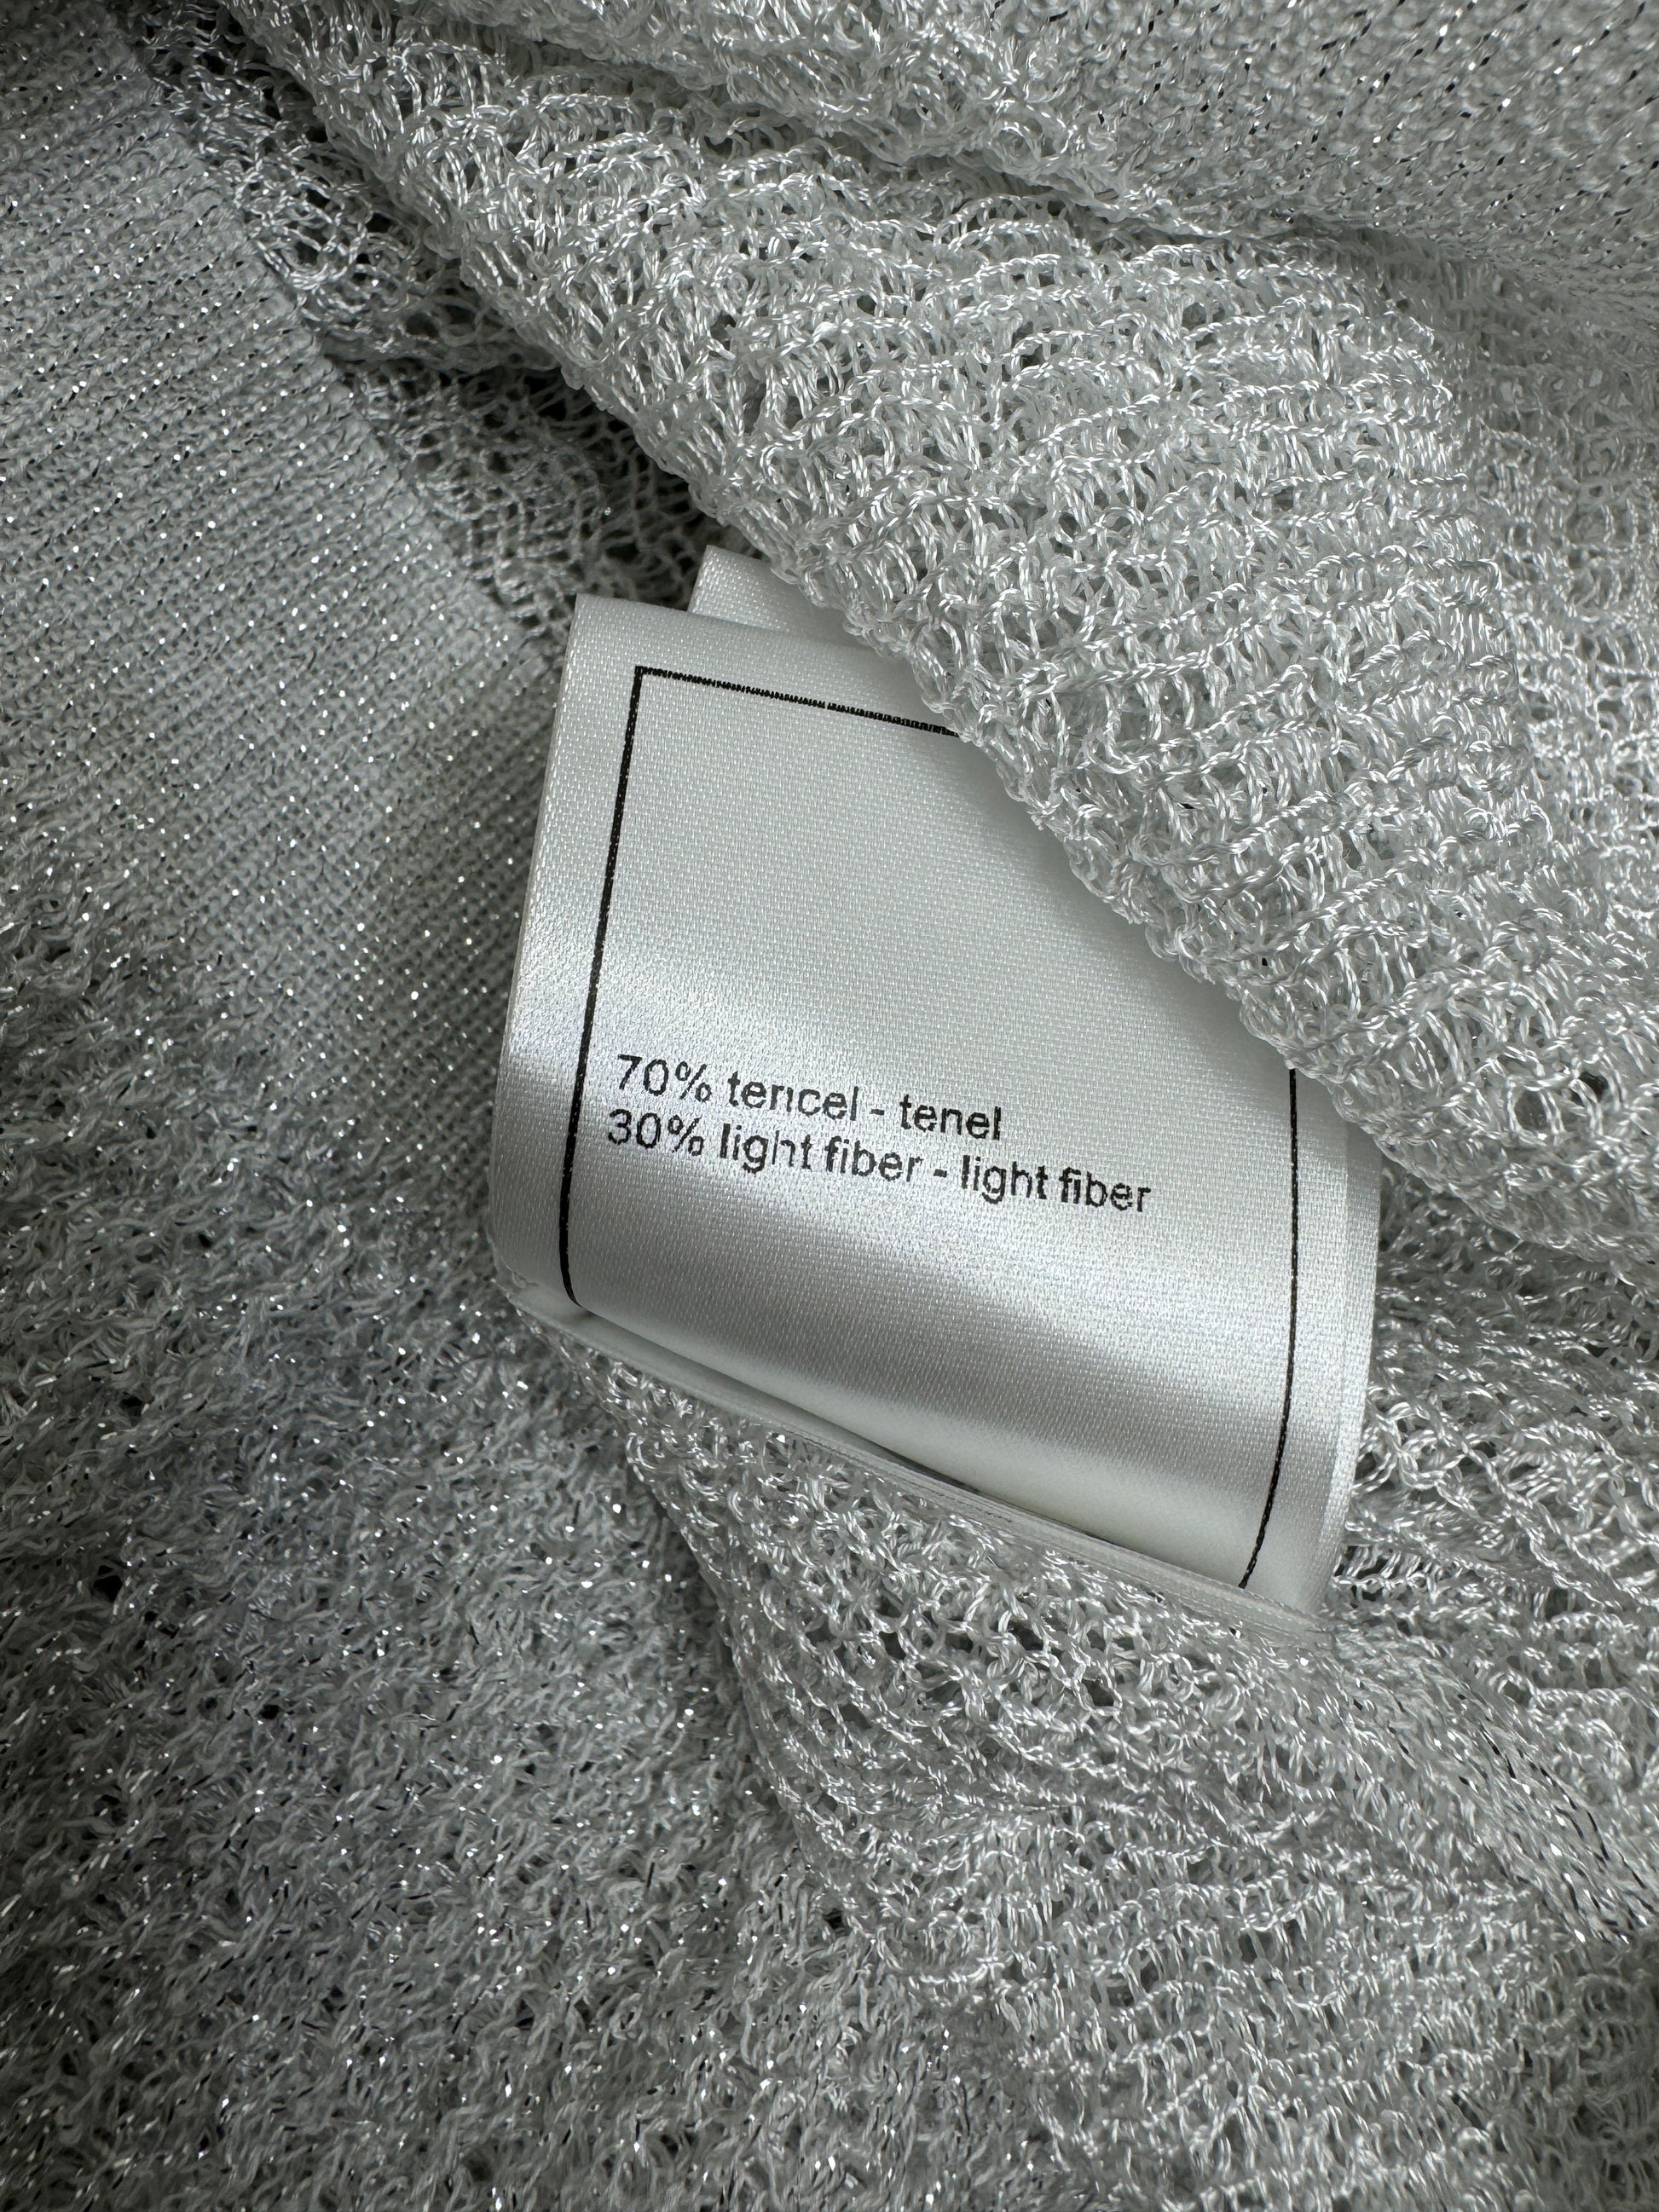 70% tencel - tenel
30% light fiber - light fiber